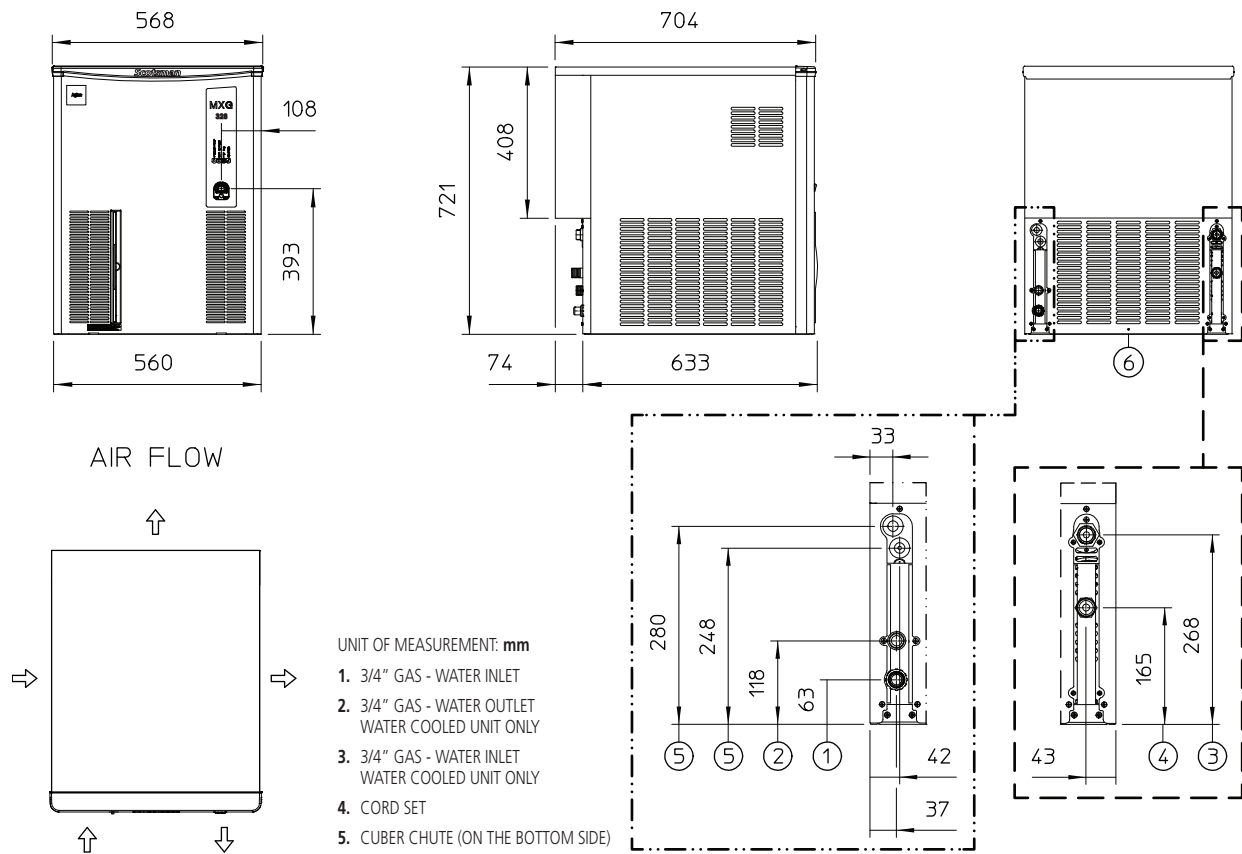 568
704
Scotsman
MXG
328
108
408
721
393
560
74
633
6
AIR FLOW
33
280
248
118
63
5
5
2
1
42
37
268
165
43
4
3
UNIT OF MEASUREMENT: mm
1. 3/4” GAS - WATER INLET
2. 3/4” GAS - WATER OUTLET
WATER COOLED UNIT ONLY
3. 3/4” GAS - WATER INLET
WATER COOLED UNIT ONLY
4. CORD SET
5. CUBER CHUTE (ON THE BOTTOM SIDE)